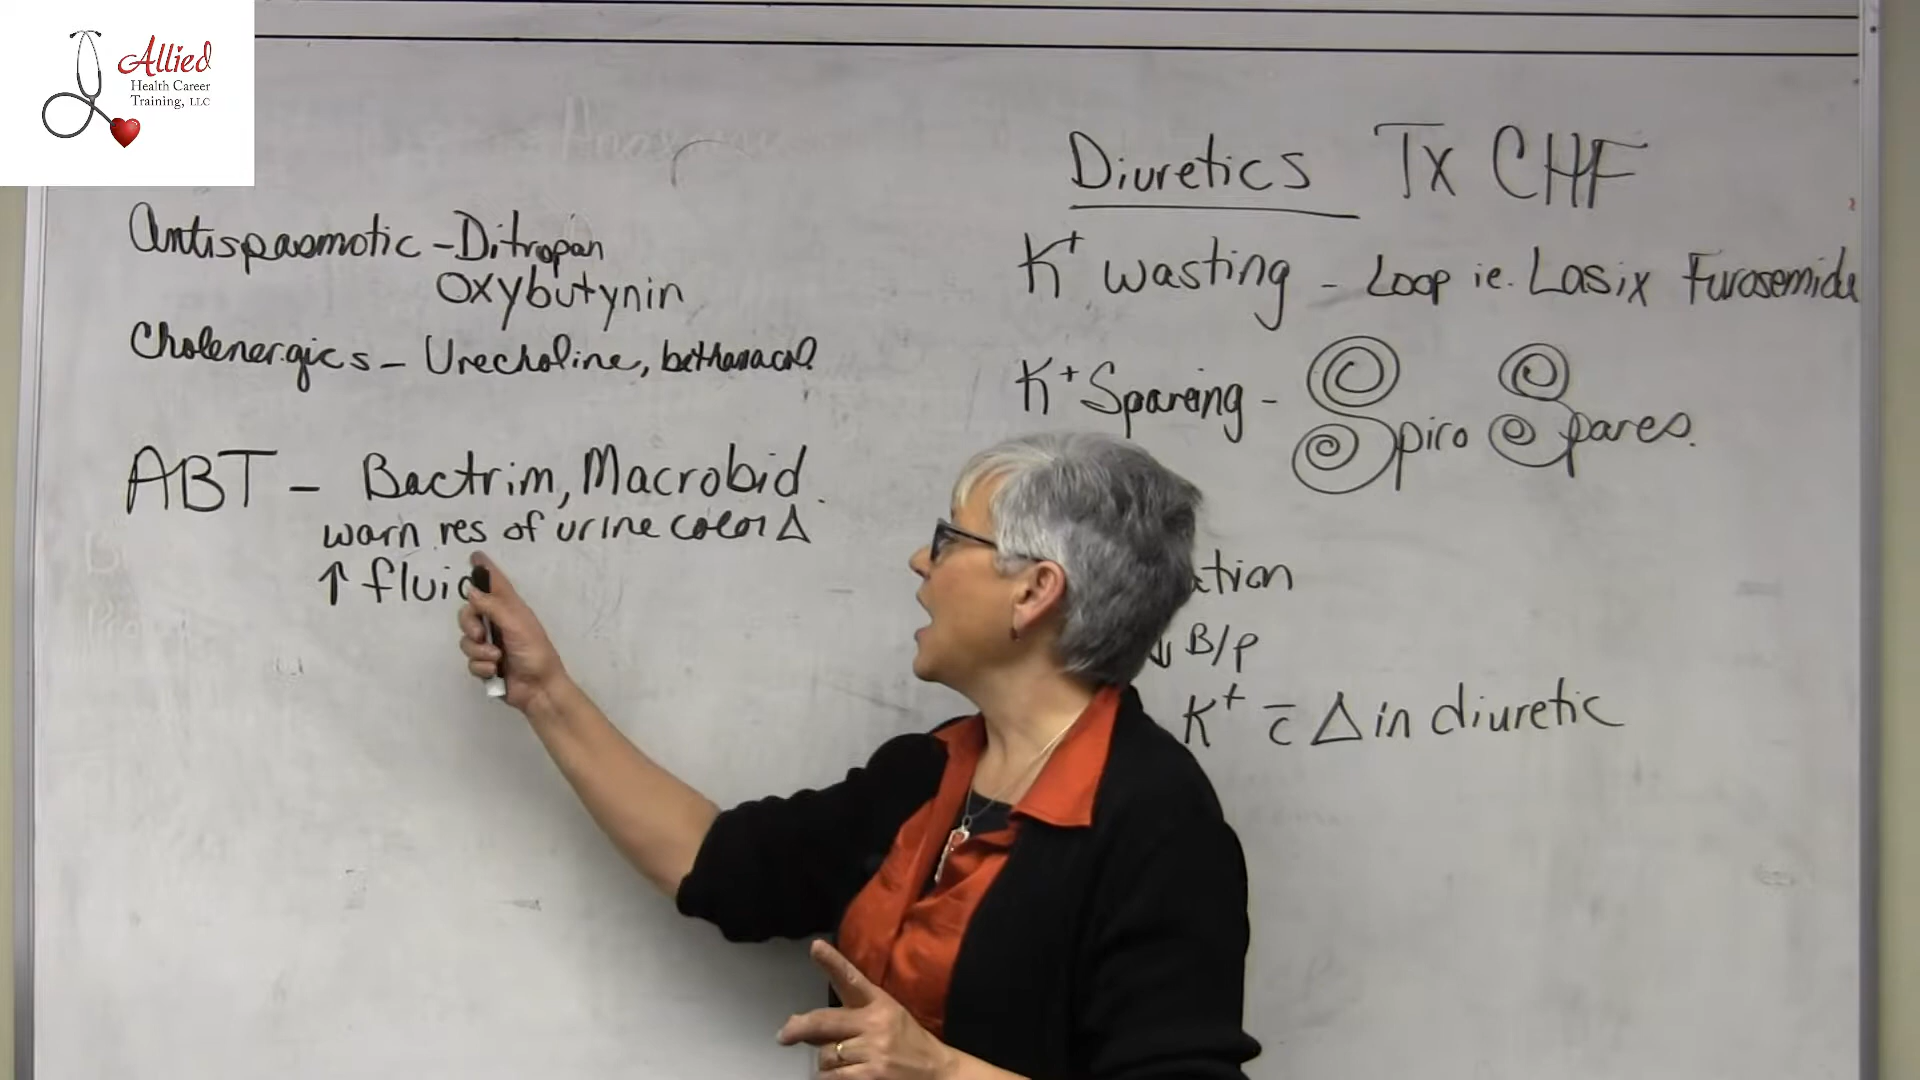 Allied
Health Career
Training, LLC
Antispasmotic - Ditropan
Oxybutynin
Cholenergics - Urecholine, bethanacol
ABT - Bactrim, Macrobid.
warn res of urine color Δ
↑ fluid
Diuretics Tx CHF
K+ wasting - Loop ie. Lasix Furosemide
K+ Sparing - Spiro Spares.
ation
↓ B/p
K+ c̄ Δ in diuretic